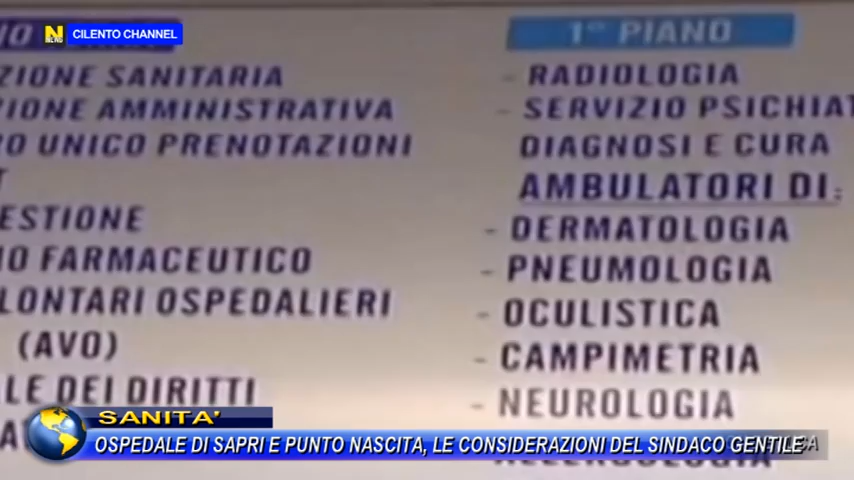 CILENTO CHANNEL
ZIONE SANITARIA
ZIONE AMMINISTRATIVA
RO UNICO PRENOTAZIONI
ESTIONE
IO FARMACEUTICO
LONTARI OSPEDALIERI
(AVO)
LE DEI DIRITTI
1° PIANO
- RADIOLOGIA
- SERVIZIO PSICHIAT
DIAGNOSI E CURA
AMBULATORI DI:
- DERMATOLOGIA
- PNEUMOLOGIA
- OCULISTICA
- CAMPIMETRIA
- NEUROLOGIA
SANITA'
OSPEDALE DI SAPRI E PUNTO NASCITA, LE CONSIDERAZIONI DEL SINDACO GENTILE